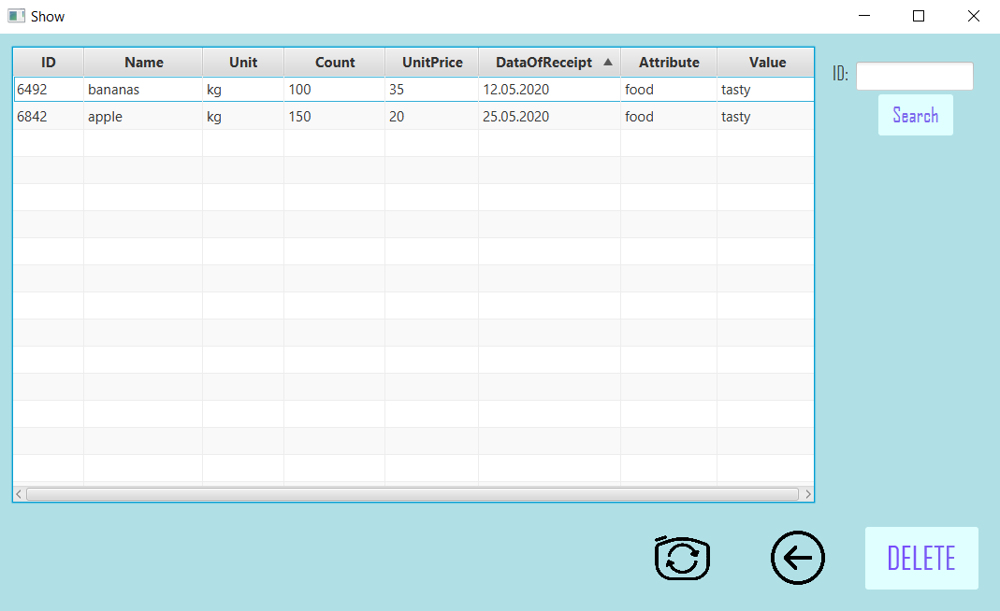 Show
ID Name Unit Count UnitPrice DataOfReceipt Attribute Value
6492 bananas kg 100 35 12.05.2020 food tasty
6842 apple kg 150 20 25.05.2020 food tasty
ID:
Search
DELETE